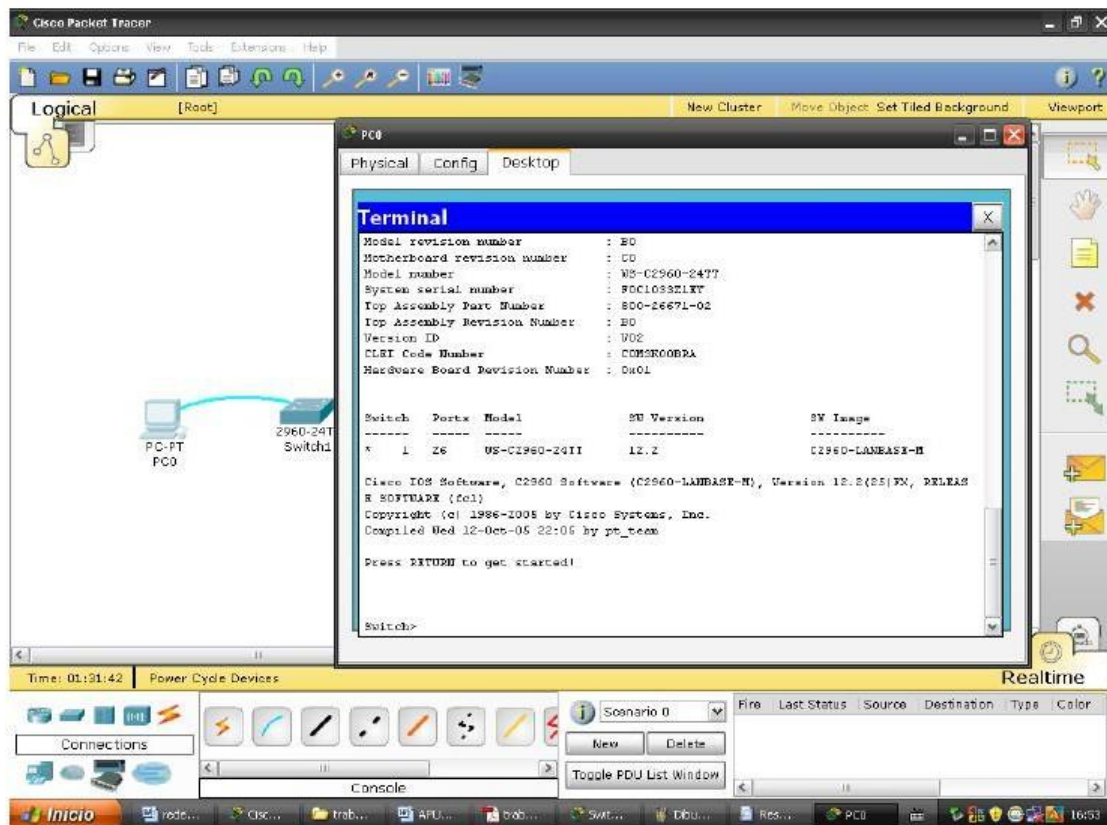 Cisco Packet Tracer
File Edit Options View Tools Extensions Help
Logical [Root] New Cluster Move Object Set Tiled Background Viewport
PC0
Physical Config Desktop
Terminal X
Model revision number : B0
Motherboard revision number : C0
Model number : WS-C2960-24TT
System serial number :
Top Assembly Part Number : 800-26671-02
Top Assembly Revision Number : B0
Version ID : V02
CLEI Code Number :
Hardware Board Revision Number : 0x01
Switch Ports Model SW Version SW Image
------ ----- ----- ---------- ----------
* 1 26 WS-C2960-24TT 12.2 C2960-LANBASE-M
Cisco IOS Software, C2960 Software (C2960-LANBASE-M), Version 12.2(25)FX, RELEAS
E SOFTWARE (fc1)
Copyright (c) 1986-2005 by Cisco Systems, Inc.
Compiled Wed 12-Oct-05 22:05 by pt_team
Press RETURN to get started!
Switch>
PC-PT
PC0
2960-24T
Switch1
Time: 01:31:42 Power Cycle Devices Realtime
Connections
Console
Scenario 0
New Delete
Toggle PDU List Window
Fire Last Status Source Destination Type Color
Inicio rede... Cisc... trab... APU... trab... Swit... Dibu... Res... PC0 16:53